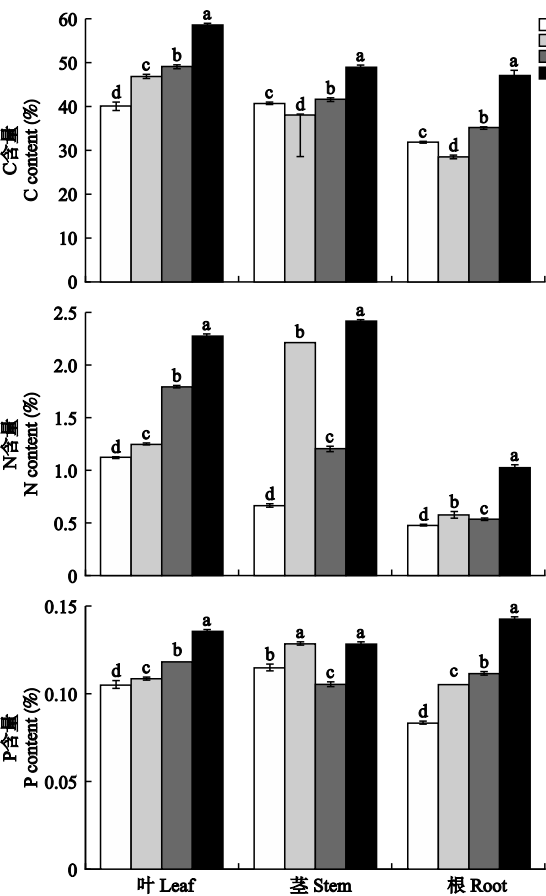 60
50
40
30
20
10
0
C含量
C content (%)
d c b a
c d b a
c d b a
2.5
2.0
1.5
1.0
0.5
0
N含量
N content (%)
d c b a
d b c a
d b c a
0.15
0.10
0.05
0
P含量
P content (%)
d c b a
b a c a
d c b a
叶 Leaf 茎 Stem 根 Root